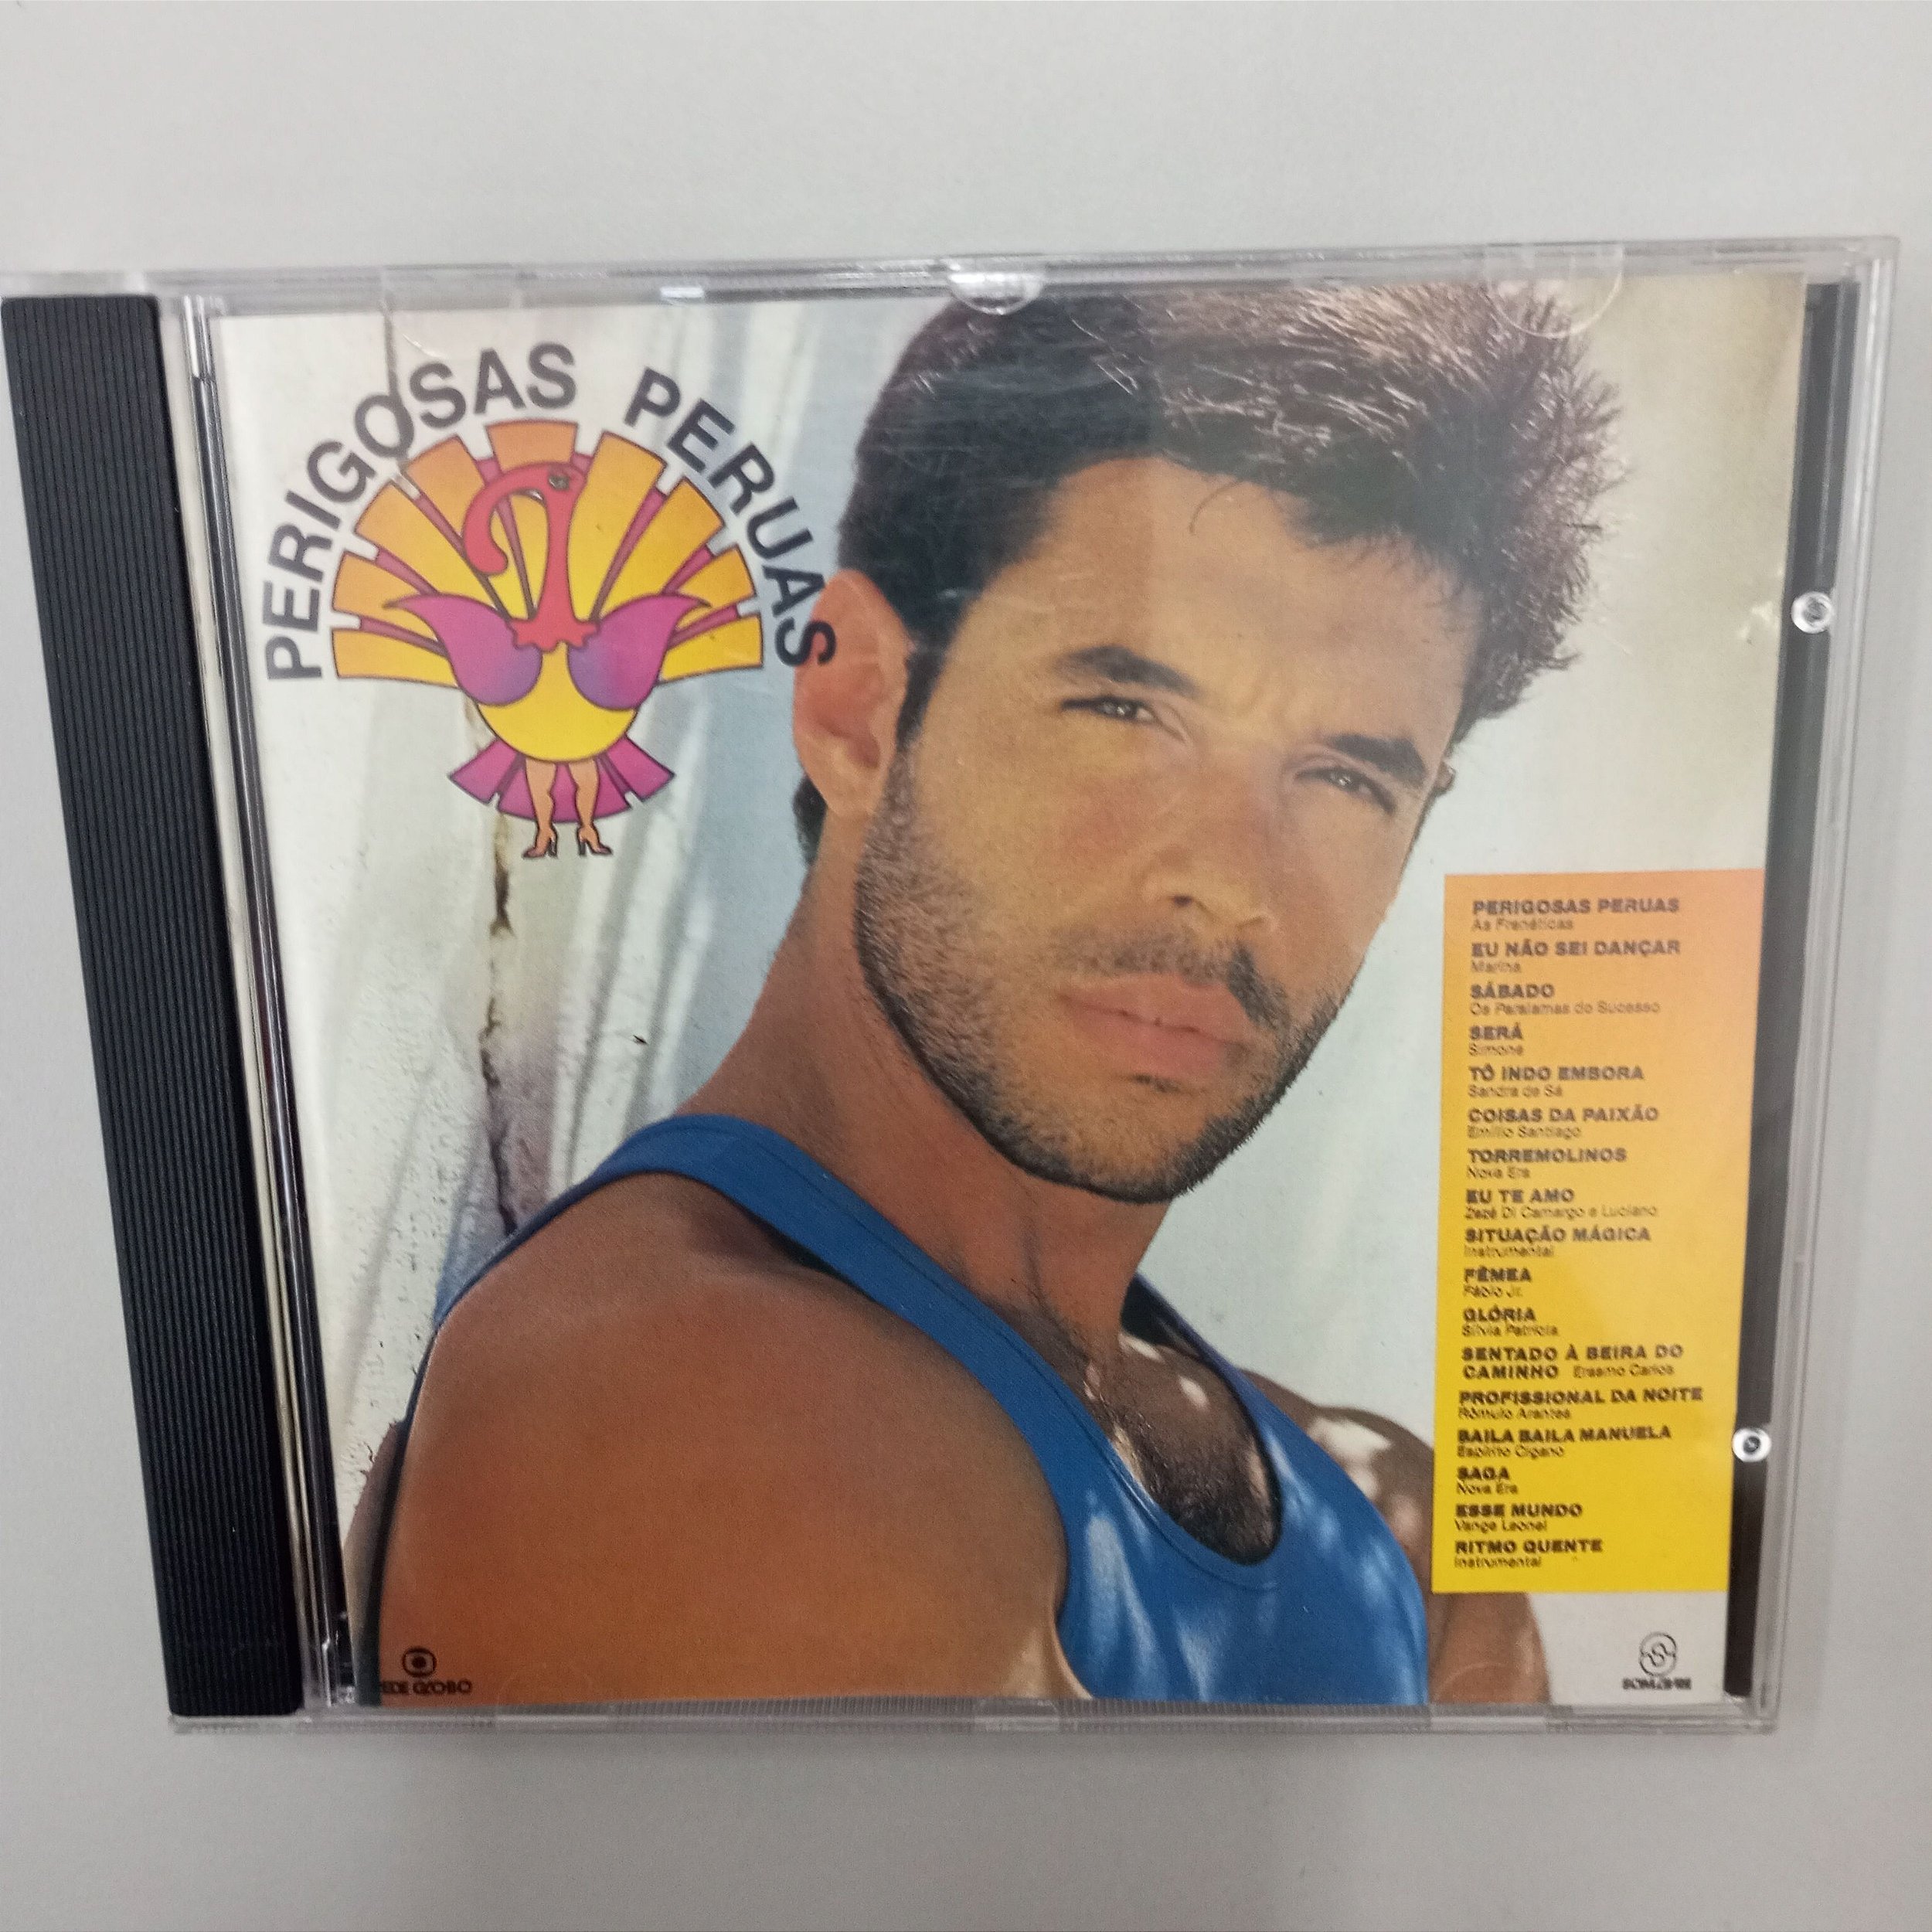 PERIGOSAS PERUAS
PERIGOSAS PERUAS
As Frenéticas
EU NÃO SEI DANÇAR
Marina
SÁBADO
Os Paralamas do Sucesso
SERÁ
Simone
TÔ INDO EMBORA
Sandra de Sá
COISAS DA PAIXÃO
Emílio Santiago
TORREMOLINOS
Nova Era
EU TE AMO
Zezé Di Camargo e Luciano
SITUAÇÃO MÁGICA
Instrumental
FÊMEA
Fábio Jr.
GLÓRIA
Silvia Patricia
SENTADO À BEIRA DO
CAMINHO Erasmo Carlos
PROFISSIONAL DA NOITE
Rômulo Arantes
BAILA BAILA MANUELA
Espírito Cigano
SAGA
Nova Era
ESSE MUNDO
Vange Leonel
RITMO QUENTE
Instrumental
REDE GLOBO
SOM LIVRE